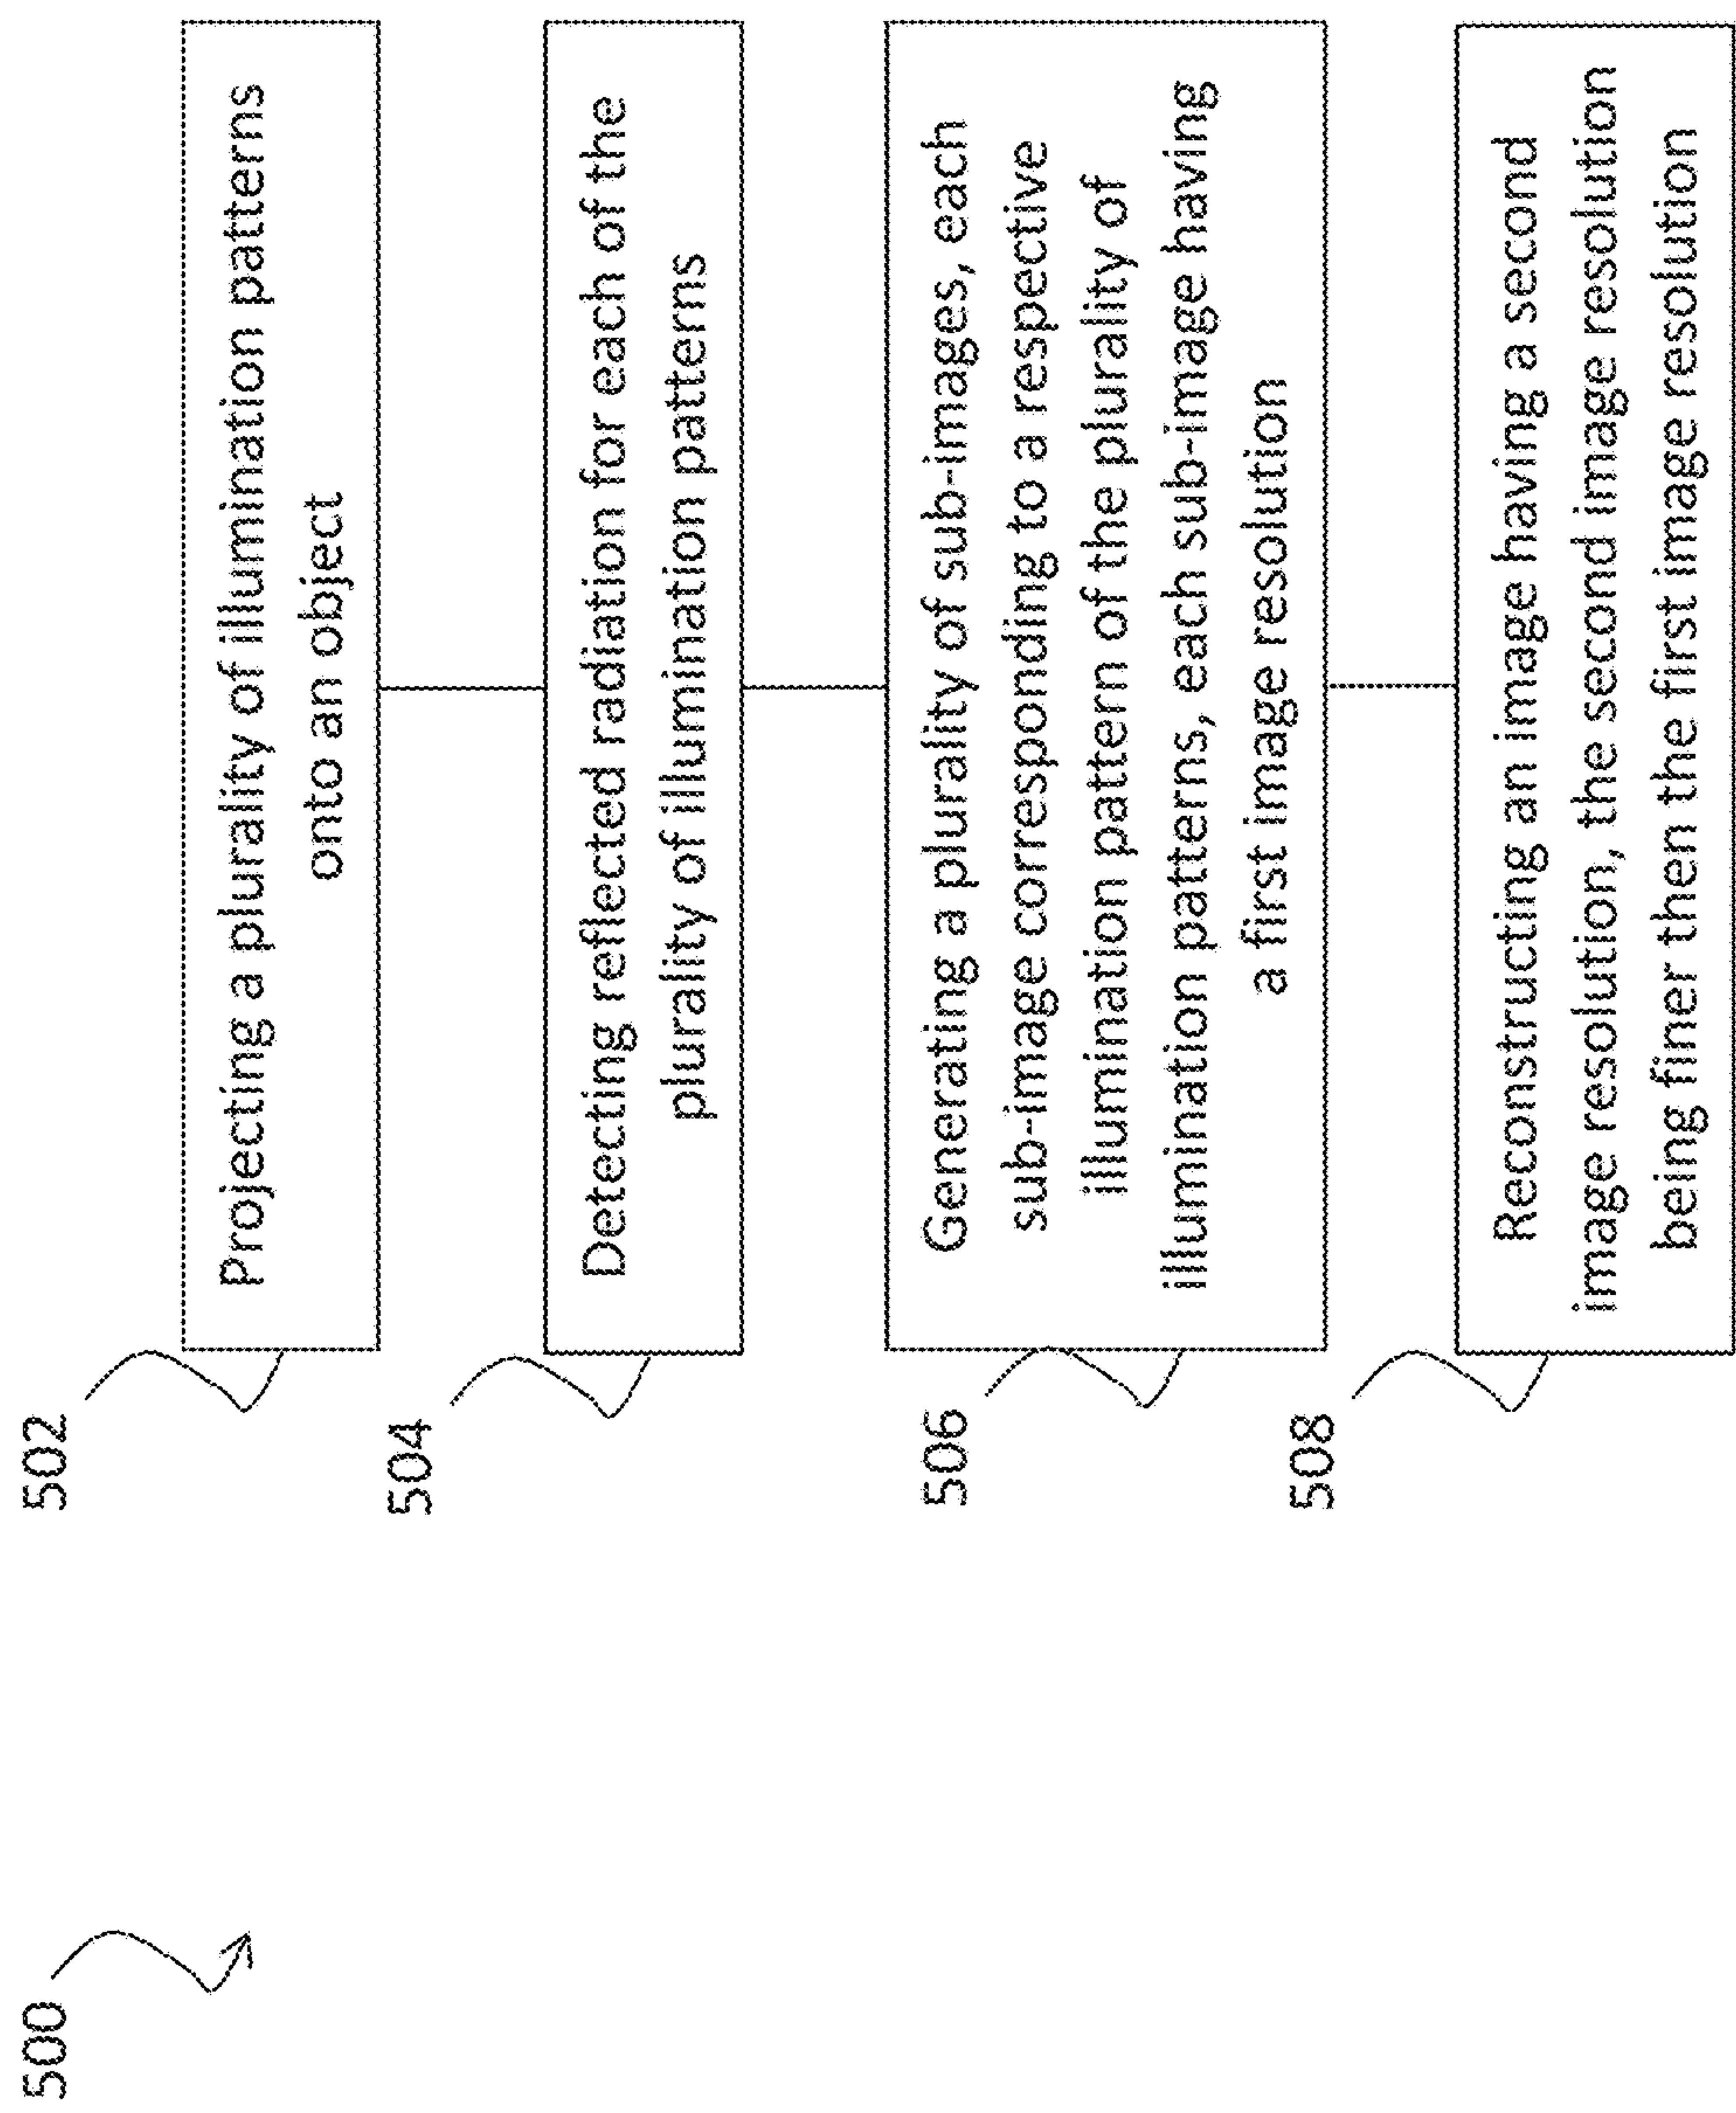 500
502
Projecting a plurality of illumination patterns
onto an object
504
Detecting reflected radiation for each of the
plurality of illumination patterns
506
Generating a plurality of sub-images, each
sub-image corresponding to a respective
illumination pattern of the plurality of
illumination patterns, each sub-image having
a first image resolution
508
Reconstructing an image having a second
image resolution, the second image resolution
being finer then the first image resolution